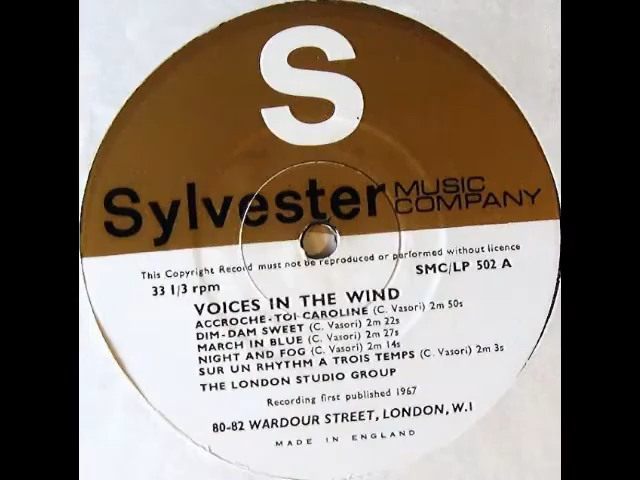 S
Sylvester MUSIC COMPANY
This Copyright Record must not be reproduced or performed without licence
33 1/3 rpm
SMC/LP 502 A
VOICES IN THE WIND
ACCROCHE-TOI CAROLINE (C. Vasori) 2m 50s
DIM-DAM SWEET (C. Vasori) 2m 22s
MARCH IN BLUE (C. Vasori) 2m 27s
NIGHT AND FOG (C. Vasori) 2m 14s
SUR UN RHYTHM A TROIS TEMPS (C. Vasori) 2m 3s
THE LONDON STUDIO GROUP
Recording first published 1967
80-82 WARDOUR STREET, LONDON, W.I
MADE IN ENGLAND